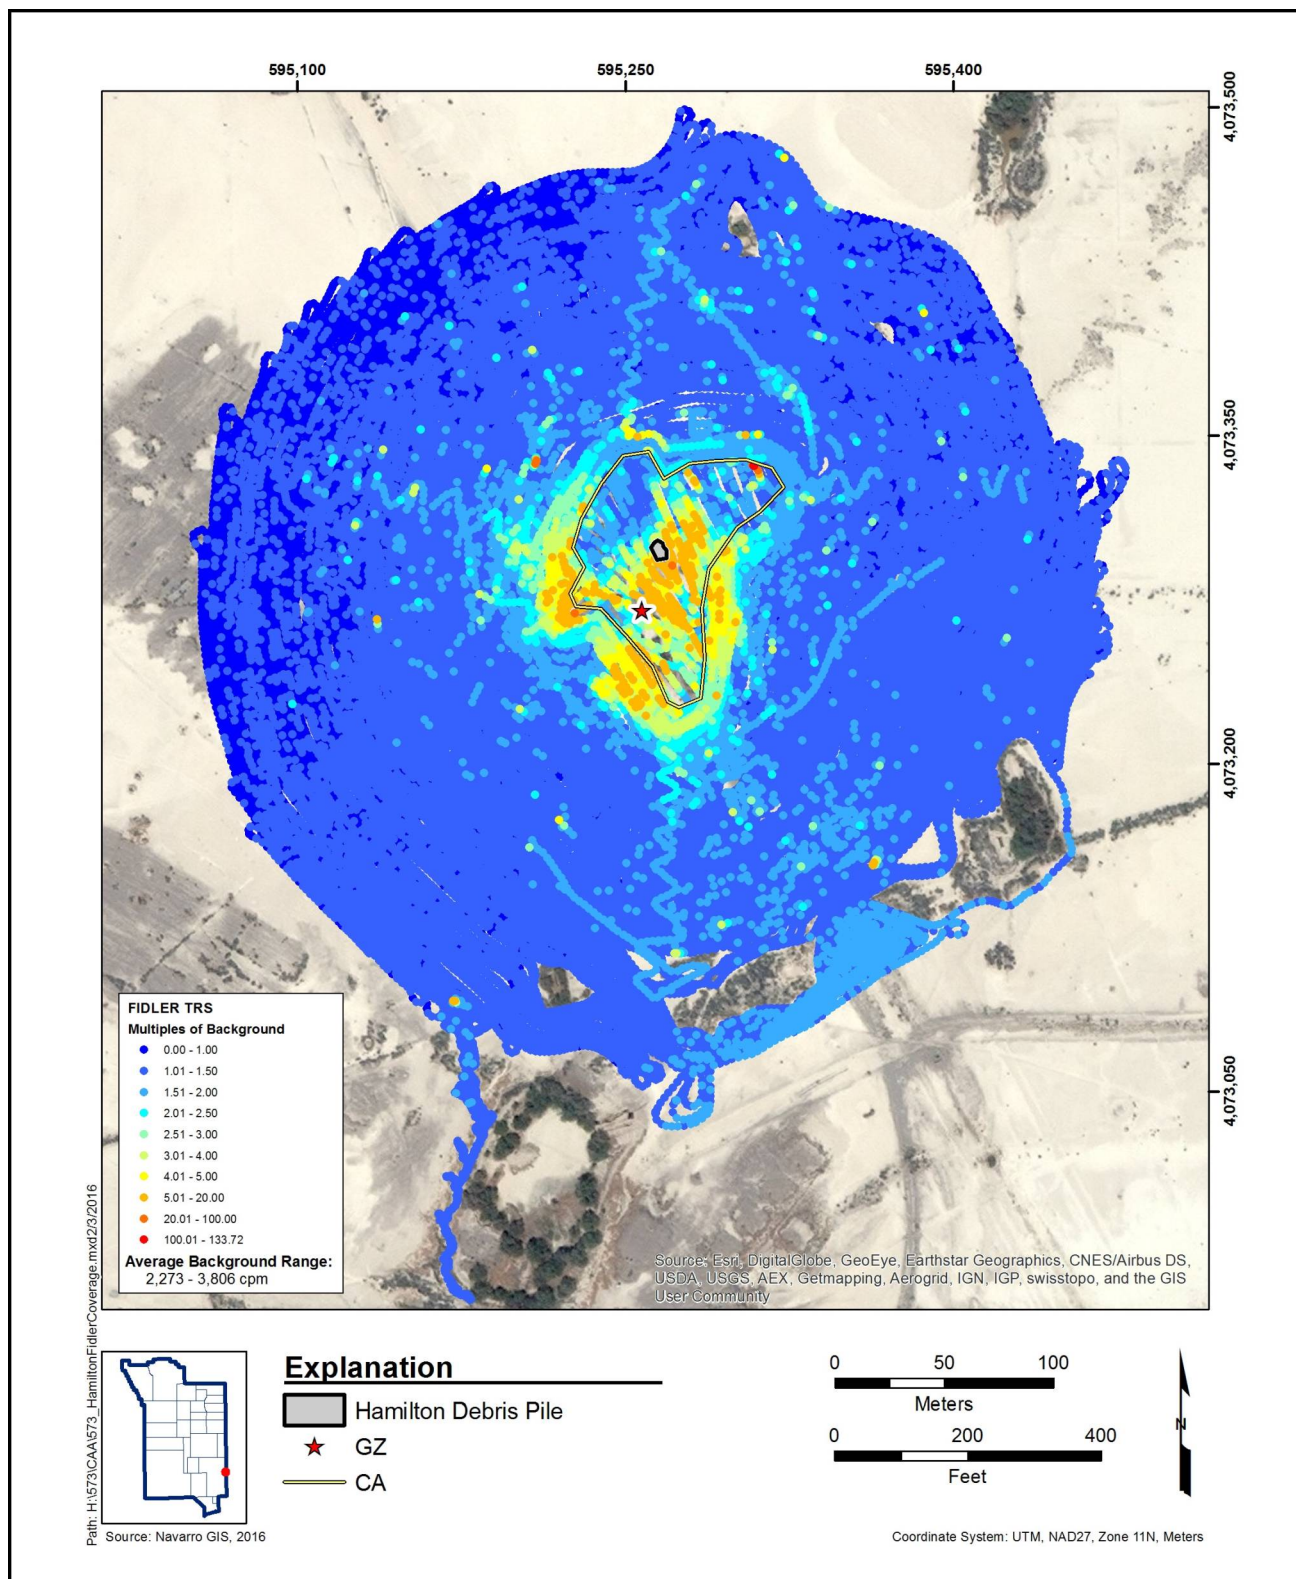 595,100
595,250
595,400
4,073,500
4,073,350
4,073,200
4,073,050
FIDLER TRS
Multiples of Background
0.00 - 1.00
1.01 - 1.50
1.51 - 2.00
2.01 - 2.50
2.51 - 3.00
3.01 - 4.00
4.01 - 5.00
5.01 - 20.00
20.01 - 100.00
100.01 - 133.72
Average Background Range:
2,273 - 3,806 cpm
Source: Esri, DigitalGlobe, GeoEye, Earthstar Geographics, CNES/Airbus DS,
USDA, USGS, AEX, Getmapping, Aerogrid, IGN, IGP, swisstopo, and the GIS
User Community
Path: H:\573\CAA\573_HamiltonFidlerCoverage.mxd2/3/2016
Source: Navarro GIS, 2016
Explanation
Hamilton Debris Pile
GZ
CA
0 50 100
Meters
0 200 400
Feet
N
Coordinate System: UTM, NAD27, Zone 11N, Meters